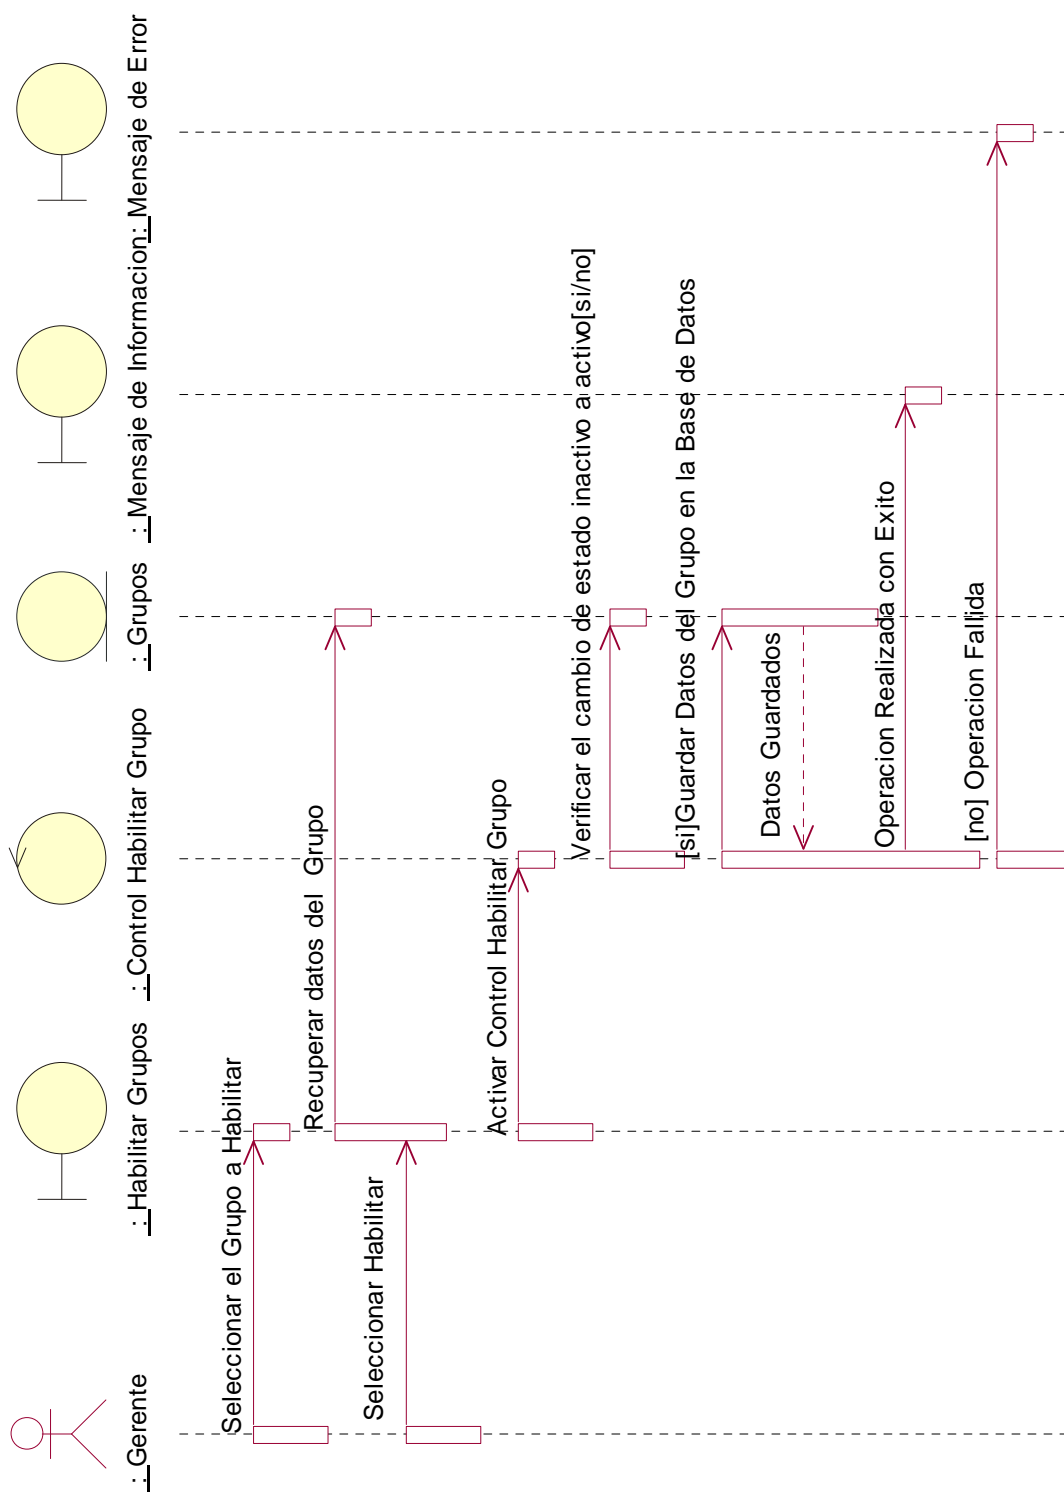 : Gerente
: Habilitar Grupos
: Control Habilitar Grupo
: Grupos
: Mensaje de Informacion
: Mensaje de Error
Seleccionar el Grupo a Habilitar
Recuperar datos del Grupo
Seleccionar Habilitar
Activar Control Habilitar Grupo
Verificar el cambio de estado inactivo a activo[si/no]
[si]Guardar Datos del Grupo en la Base de Datos
Datos Guardados
Operacion Realizada con Exito
[no] Operacion Fallida